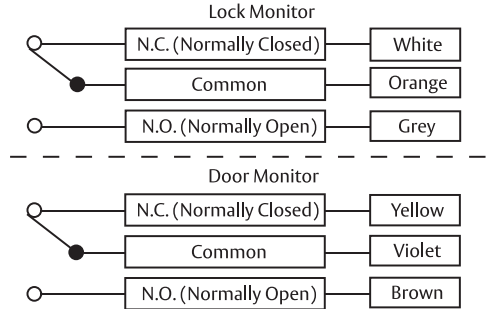 Lock Monitor
N.C. (Normally Closed) White
Common Orange
N.O. (Normally Open) Grey
Door Monitor
N.C. (Normally Closed) Yellow
Common Violet
N.O. (Normally Open) Brown